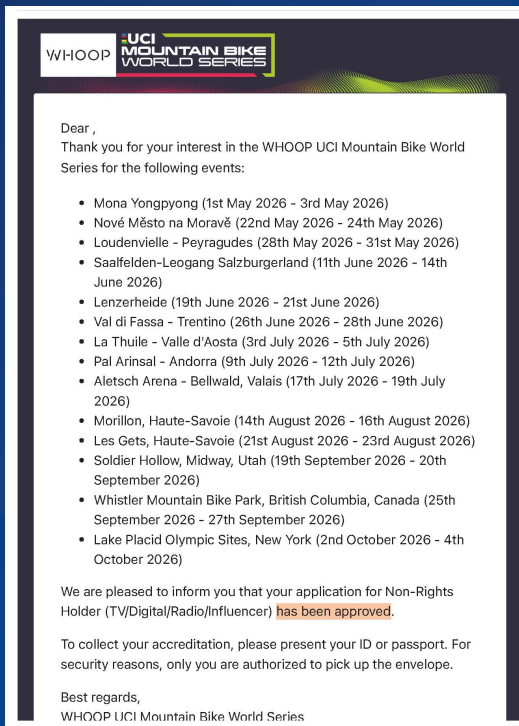 WHOOP
UCI
MOUNTAIN BIKE
WORLD SERIES
Dear ,
Thank you for your interest in the WHOOP UCI Mountain Bike World
Series for the following events:
• Mona Yongpyong (1st May 2026 - 3rd May 2026)
• Nové Město na Moravě (22nd May 2026 - 24th May 2026)
• Loudenvielle - Peyragudes (28th May 2026 - 31st May 2026)
• Saalfelden-Leogang Salzburgerland (11th June 2026 - 14th
June 2026)
• Lenzerheide (19th June 2026 - 21st June 2026)
• Val di Fassa - Trentino (26th June 2026 - 28th June 2026)
• La Thuile - Valle d'Aosta (3rd July 2026 - 5th July 2026)
• Pal Arinsal - Andorra (9th July 2026 - 12th July 2026)
• Aletsch Arena - Bellwald, Valais (17th July 2026 - 19th July
2026)
• Morillon, Haute-Savoie (14th August 2026 - 16th August 2026)
• Les Gets, Haute-Savoie (21st August 2026 - 23rd August 2026)
• Soldier Hollow, Midway, Utah (19th September 2026 - 20th
September 2026)
• Whistler Mountain Bike Park, British Columbia, Canada (25th
September 2026 - 27th September 2026)
• Lake Placid Olympic Sites, New York (2nd October 2026 - 4th
October 2026)
We are pleased to inform you that your application for Non-Rights
Holder (TV/Digital/Radio/Influencer) has been approved.
To collect your accreditation, please present your ID or passport. For
security reasons, only you are authorized to pick up the envelope.
Best regards,
WHOOP UCI Mountain Bike World Series